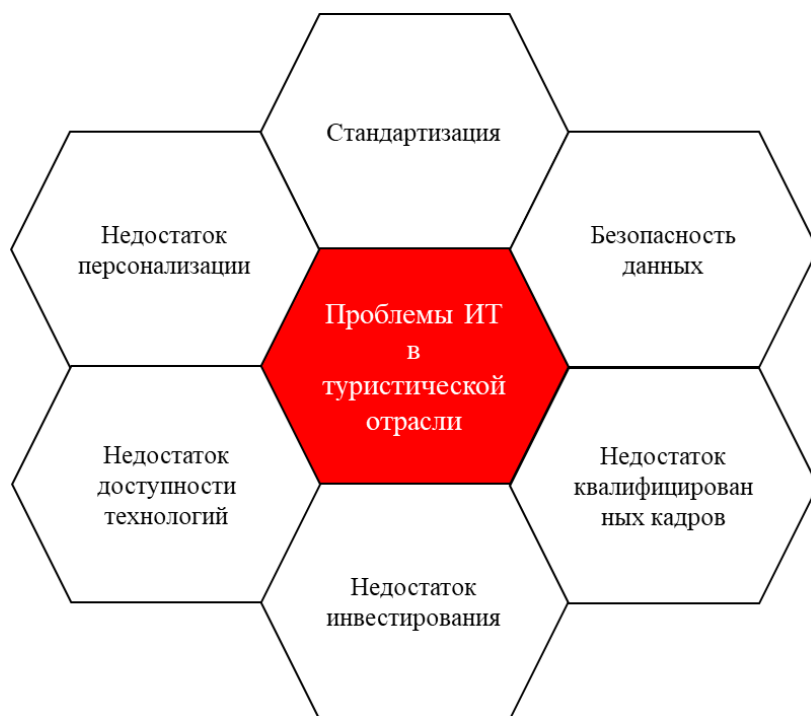 Стандартизация
Недостаток
персонализации
Безопасность
данных
Проблемы ИТ
в
туристической
отрасли
Недостаток
доступности
технологий
Недостаток
квалифицирован
ных кадров
Недостаток
инвестирования